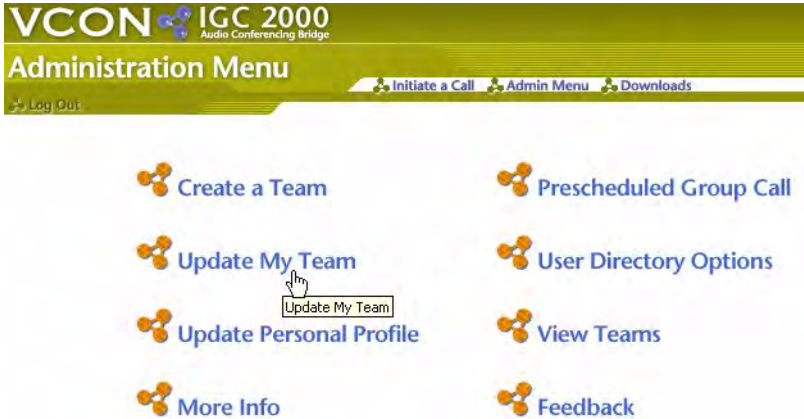 VCON IGC 2000
Audio Conferencing Bridge
Administration Menu
Initiate a Call Admin Menu Downloads
Log Out
Create a Team Prescheduled Group Call
Update My Team User Directory Options
Update My Team
Update Personal Profile View Teams
More Info Feedback